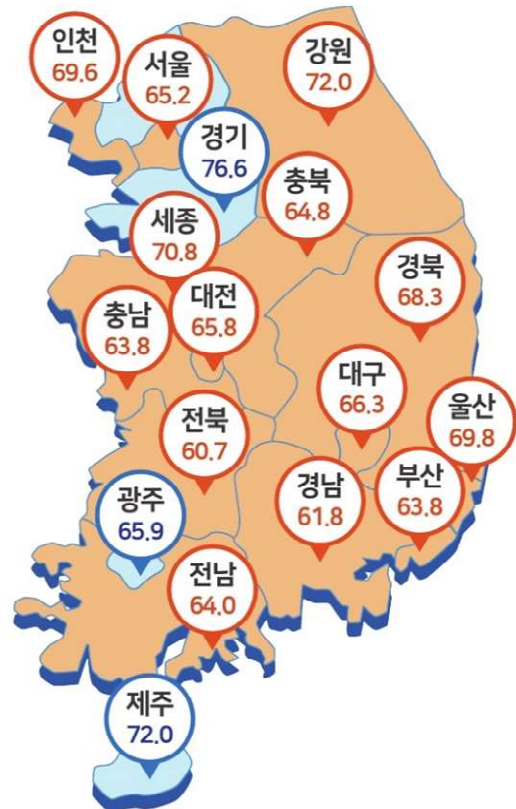 인천
69.6
서울
65.2
강원
72.0
경기
76.6
충북
64.8
세종
70.8
경북
68.3
대전
65.8
충남
63.8
대구
66.3
울산
69.8
전북
60.7
경남
61.8
부산
63.8
광주
65.9
전남
64.0
제주
72.0